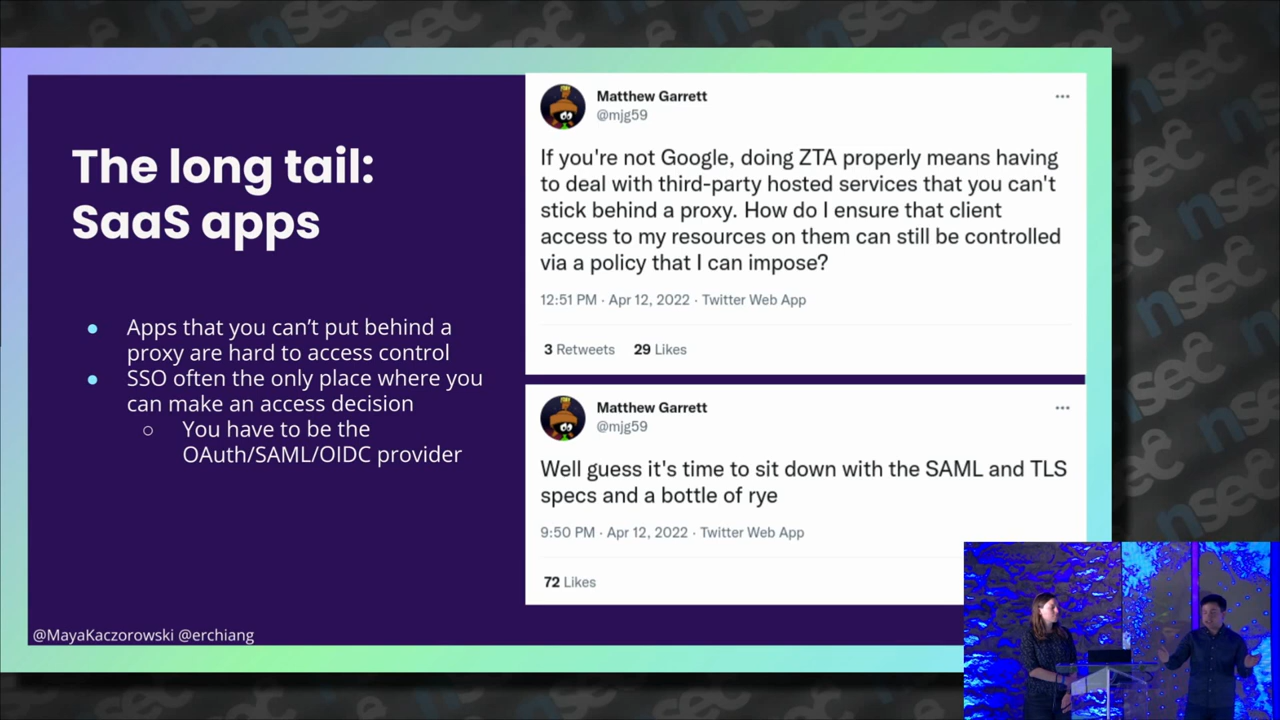 The long tail:
SaaS apps
● Apps that you can't put behind a
proxy are hard to access control
● SSO often the only place where you
can make an access decision
○ You have to be the
OAuth/SAML/OIDC provider
@MayaKaczorowski @erchiang
Matthew Garrett
@mjg59
If you're not Google, doing ZTA properly means having
to deal with third-party hosted services that you can't
stick behind a proxy. How do I ensure that client
access to my resources on them can still be controlled
via a policy that I can impose?
12:51 PM · Apr 12, 2022 · Twitter Web App
3 Retweets 29 Likes
Matthew Garrett
@mjg59
Well guess it's time to sit down with the SAML and TLS
specs and a bottle of rye
9:50 PM · Apr 12, 2022 · Twitter Web App
72 Likes
nsec